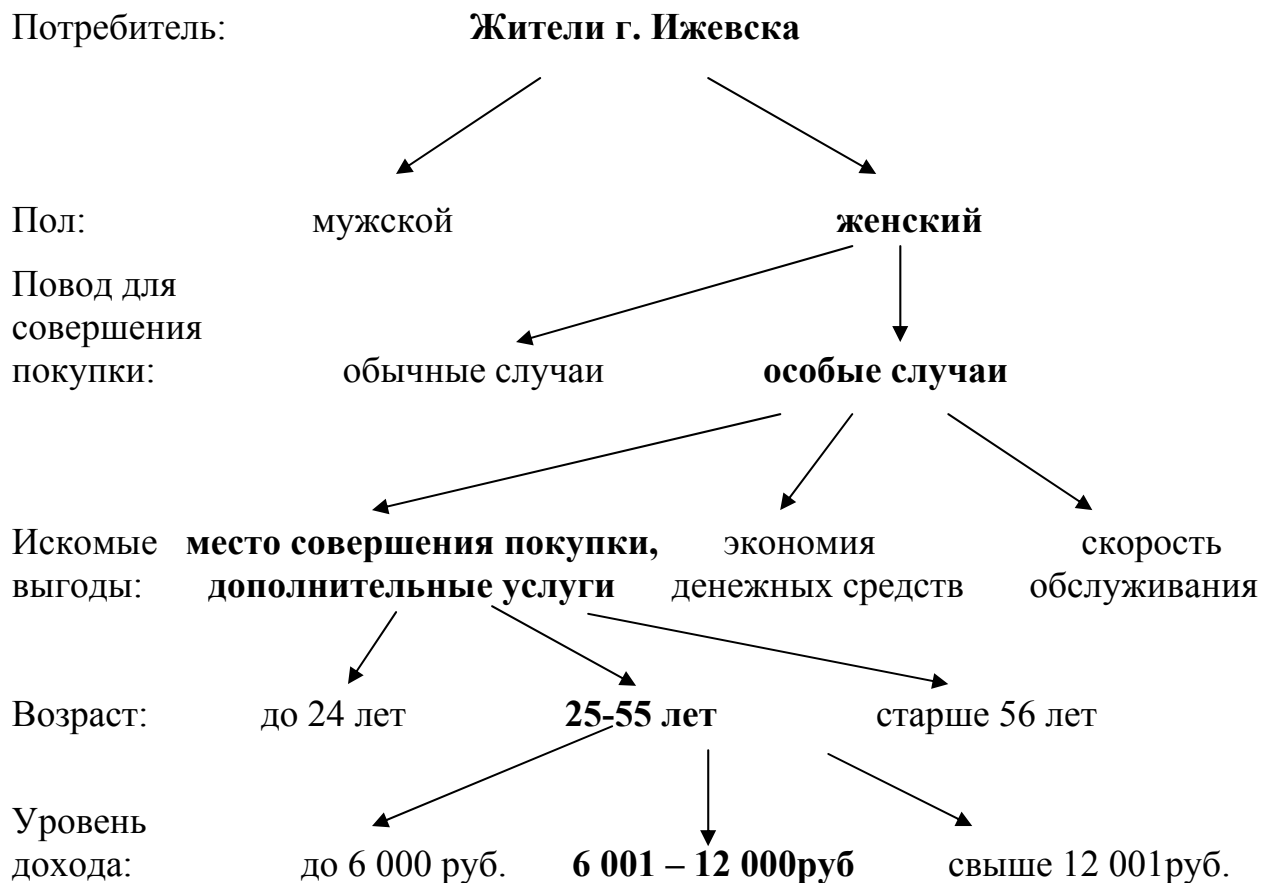 Потребитель: Жители г. Ижевска
Пол: мужской женский
Повод для
совершения
покупки: обычные случаи особые случаи
Искомые место совершения покупки, экономия скорость
выгоды: дополнительные услуги денежных средств обслуживания
Возраст: до 24 лет 25-55 лет старше 56 лет
Уровень
дохода: до 6 000 руб. 6 001 – 12 000руб свыше 12 001руб.